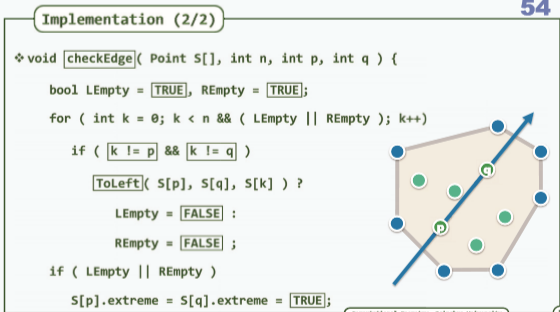 54
Implementation (2/2)
❖ void checkEdge( Point S[], int n, int p, int q ) {
bool LEmpty = TRUE, REmpty = TRUE;
for ( int k = 0; k < n && ( LEmpty || REmpty ); k++)
if ( k != p && k != q )
ToLeft( S[p], S[q], S[k] ) ?
LEmpty = FALSE :
REmpty = FALSE ;
if ( LEmpty || REmpty )
S[p].extreme = S[q].extreme = TRUE;
q
p